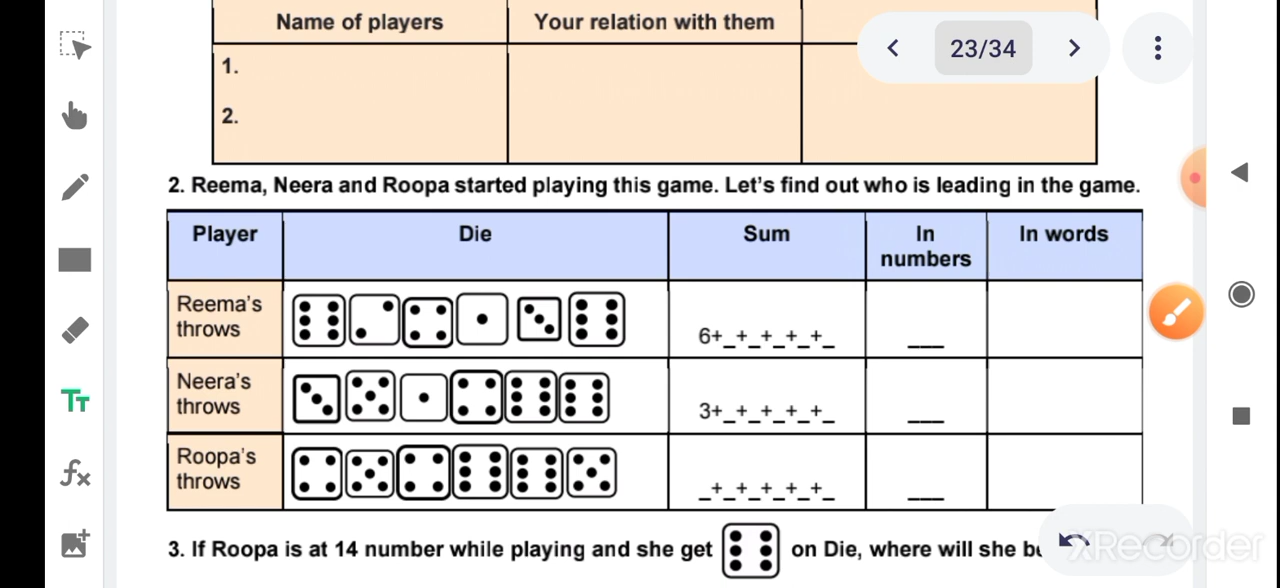 Name of players Your relation with them
23/34
1.
2.
2. Reema, Neera and Roopa started playing this game. Let's find out who is leading in the game.
Player Die Sum In numbers In words
Reema's throws 6+_+_+_+_+_ ___
Neera's throws 3+_+_+_+_+_ ___
Roopa's throws _+_+_+_+_+_ ___
3. If Roopa is at 14 number while playing and she get on Die, where will she
XRecorder
TT
fx